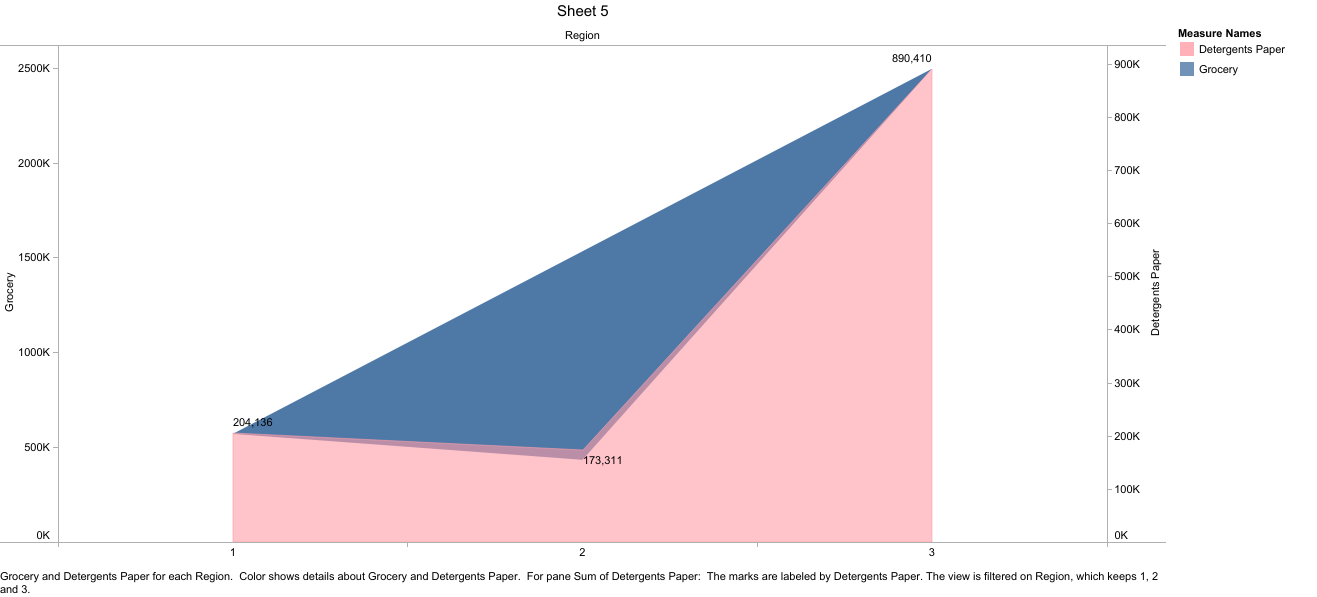 Sheet 5
Region
Measure Names
Detergents Paper
Grocery
2500K
2000K
1500K
1000K
500K
0K
Grocery
890,410
204,136
173,311
900K
800K
700K
600K
500K
400K
300K
200K
100K
0K
Detergents Paper
1
2
3
Grocery and Detergents Paper for each Region.  Color shows details about Grocery and Detergents Paper.  For pane Sum of Detergents Paper:  The marks are labeled by Detergents Paper. The view is filtered on Region, which keeps 1, 2
and 3.